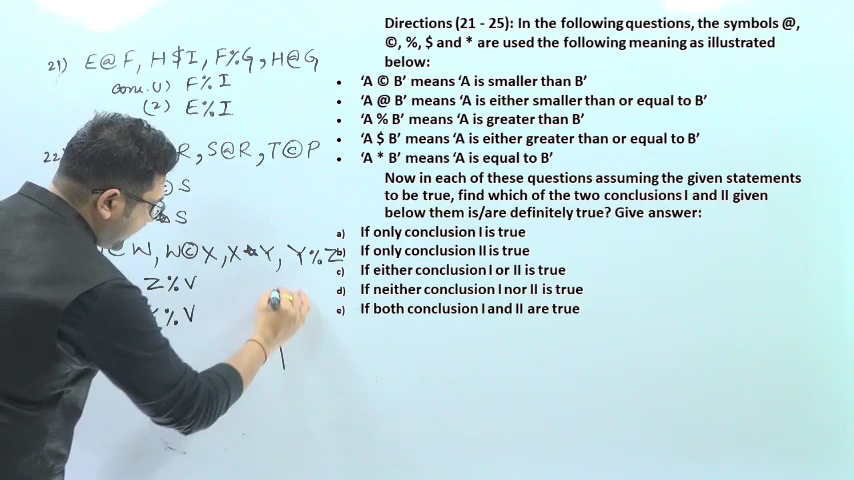 21) E@F, H$I, F%G, H@G
conc. 1) F%I
(2) E%I
22 R, S@R, T©P
S
S
W, W©X, X*Y, Y%Z
Z%V
%V
Directions (21 - 25): In the following questions, the symbols @,
©, %, $ and * are used the following meaning as illustrated
below:
• ‘A © B’ means ‘A is smaller than B’
• ‘A @ B’ means ‘A is either smaller than or equal to B’
• ‘A % B’ means ‘A is greater than B’
• ‘A $ B’ means ‘A is either greater than or equal to B’
• ‘A * B’ means ‘A is equal to B’
Now in each of these questions assuming the given statements
to be true, find which of the two conclusions I and II given
below them is/are definitely true? Give answer:
a) If only conclusion I is true
b) If only conclusion II is true
c) If either conclusion I or II is true
d) If neither conclusion I nor II is true
e) If both conclusion I and II are true